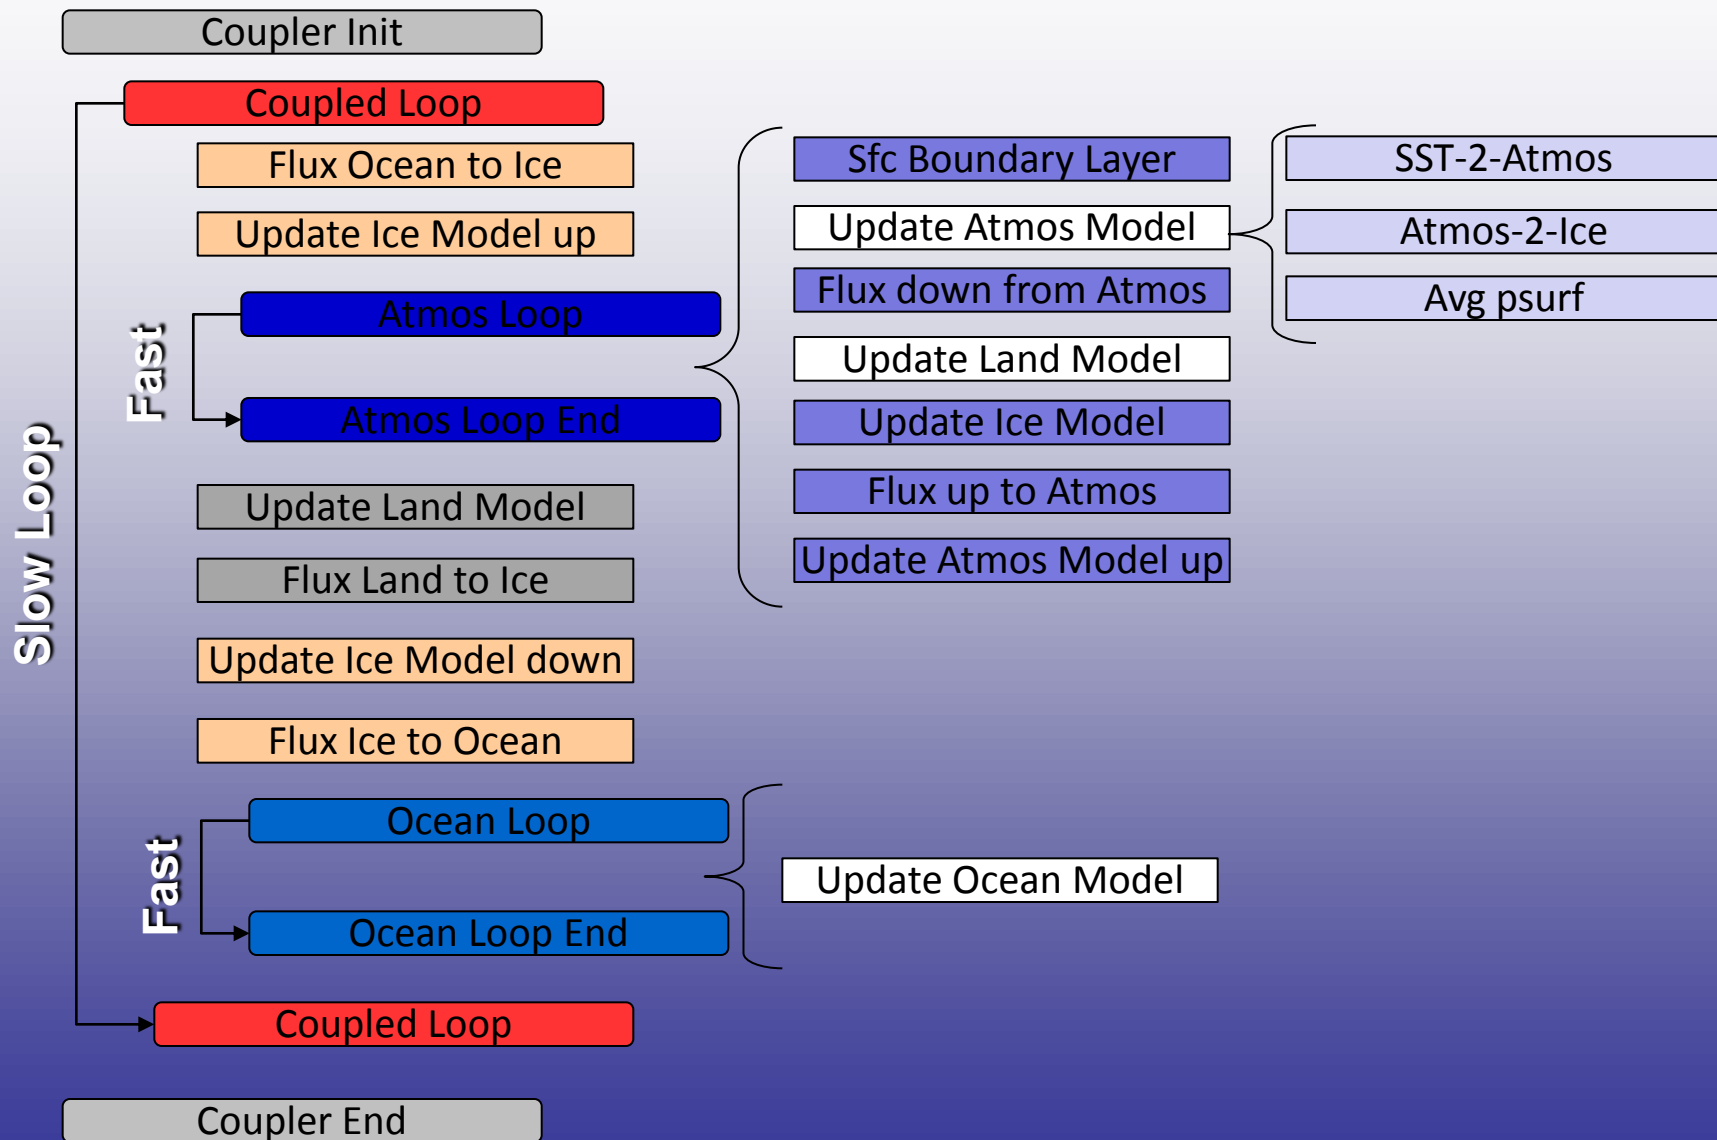 Coupler Init
Coupled Loop
Flux Ocean to Ice
Update Ice Model up
Atmos Loop
Fast
Atmos Loop End
Slow Loop
Update Land Model
Flux Land to Ice
Update Ice Model down
Flux Ice to Ocean
Ocean Loop
Fast
Ocean Loop End
Coupled Loop
Coupler End
Sfc Boundary Layer
Update Atmos Model
Flux down from Atmos
Update Land Model
Update Ice Model
Flux up to Atmos
Update Atmos Model up
SST-2-Atmos
Atmos-2-Ice
Avg psurf
Update Ocean Model